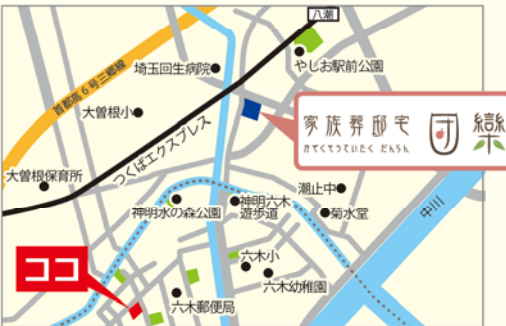 八潮
首都高6号三郷線
埼玉回生病院
やしお駅前公園
大曽根小
つくばエクスプレス
家族葬邸宅 団欒
かぞくそうていたく だんらん
大曽根保育所
潮止中
神明水の森公園
神明六木
遊歩道
菊水堂
中川
ココ
六木小
六木幼稚園
六木郵便局